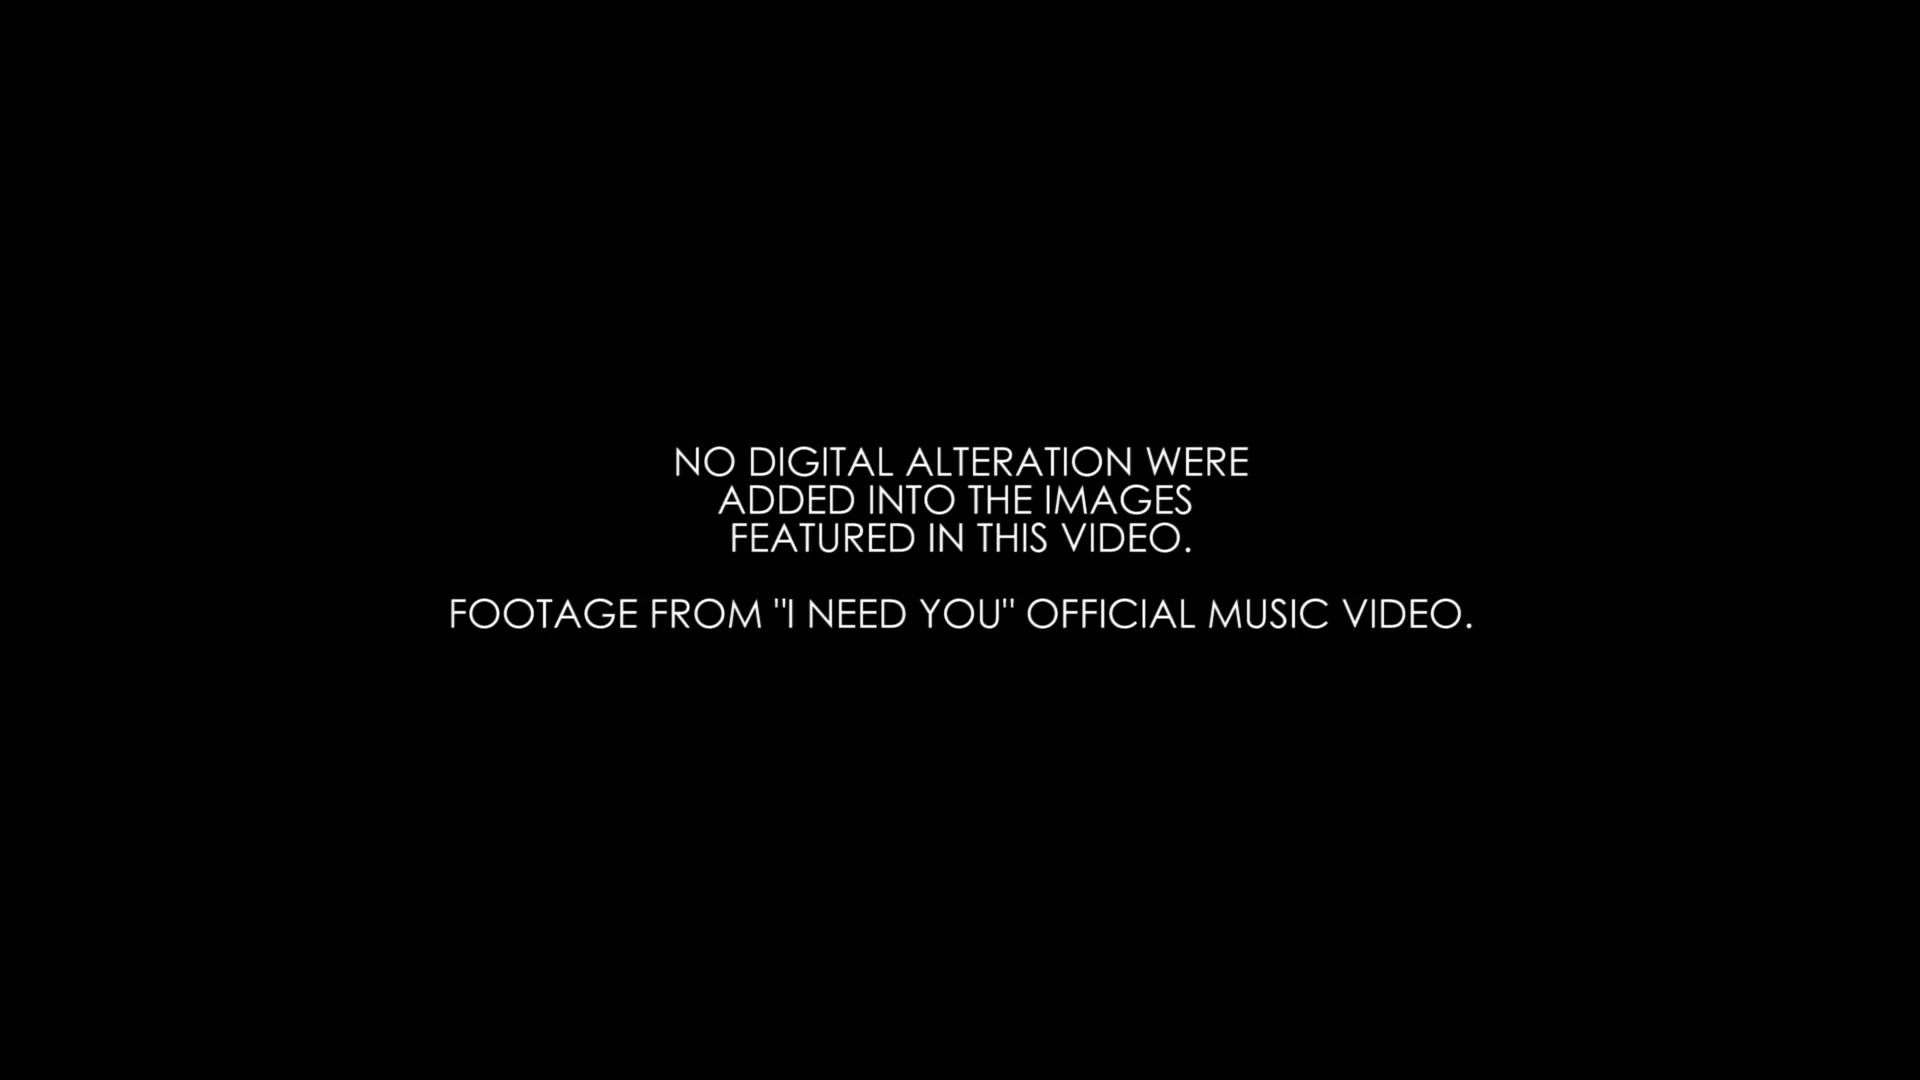 NO DIGITAL ALTERATION WERE
ADDED INTO THE IMAGES
FEATURED IN THIS VIDEO.
FOOTAGE FROM "I NEED YOU" OFFICIAL MUSIC VIDEO.